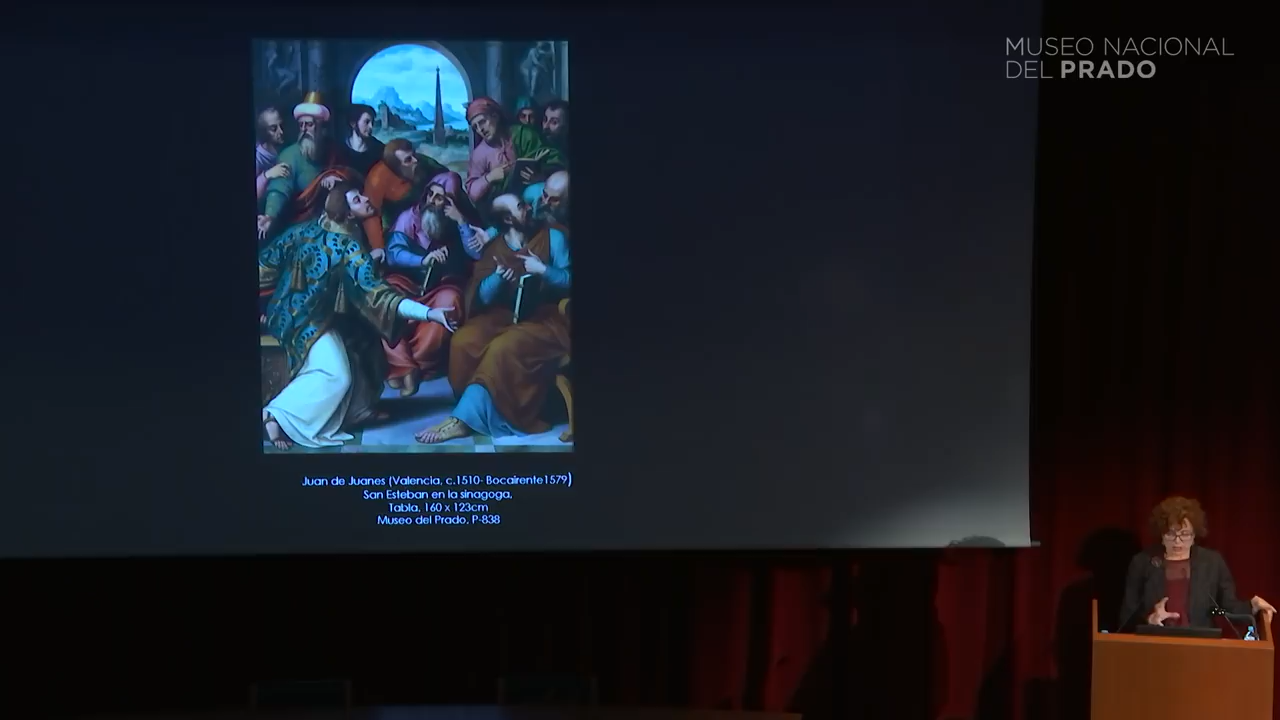 MUSEO NACIONAL
DEL PRADO
Juan de Juanes (Valencia, c.1510- Bocairente1579)
San Esteban en la sinagoga,
Tabla, 160 x 123cm
Museo del Prado, P-838